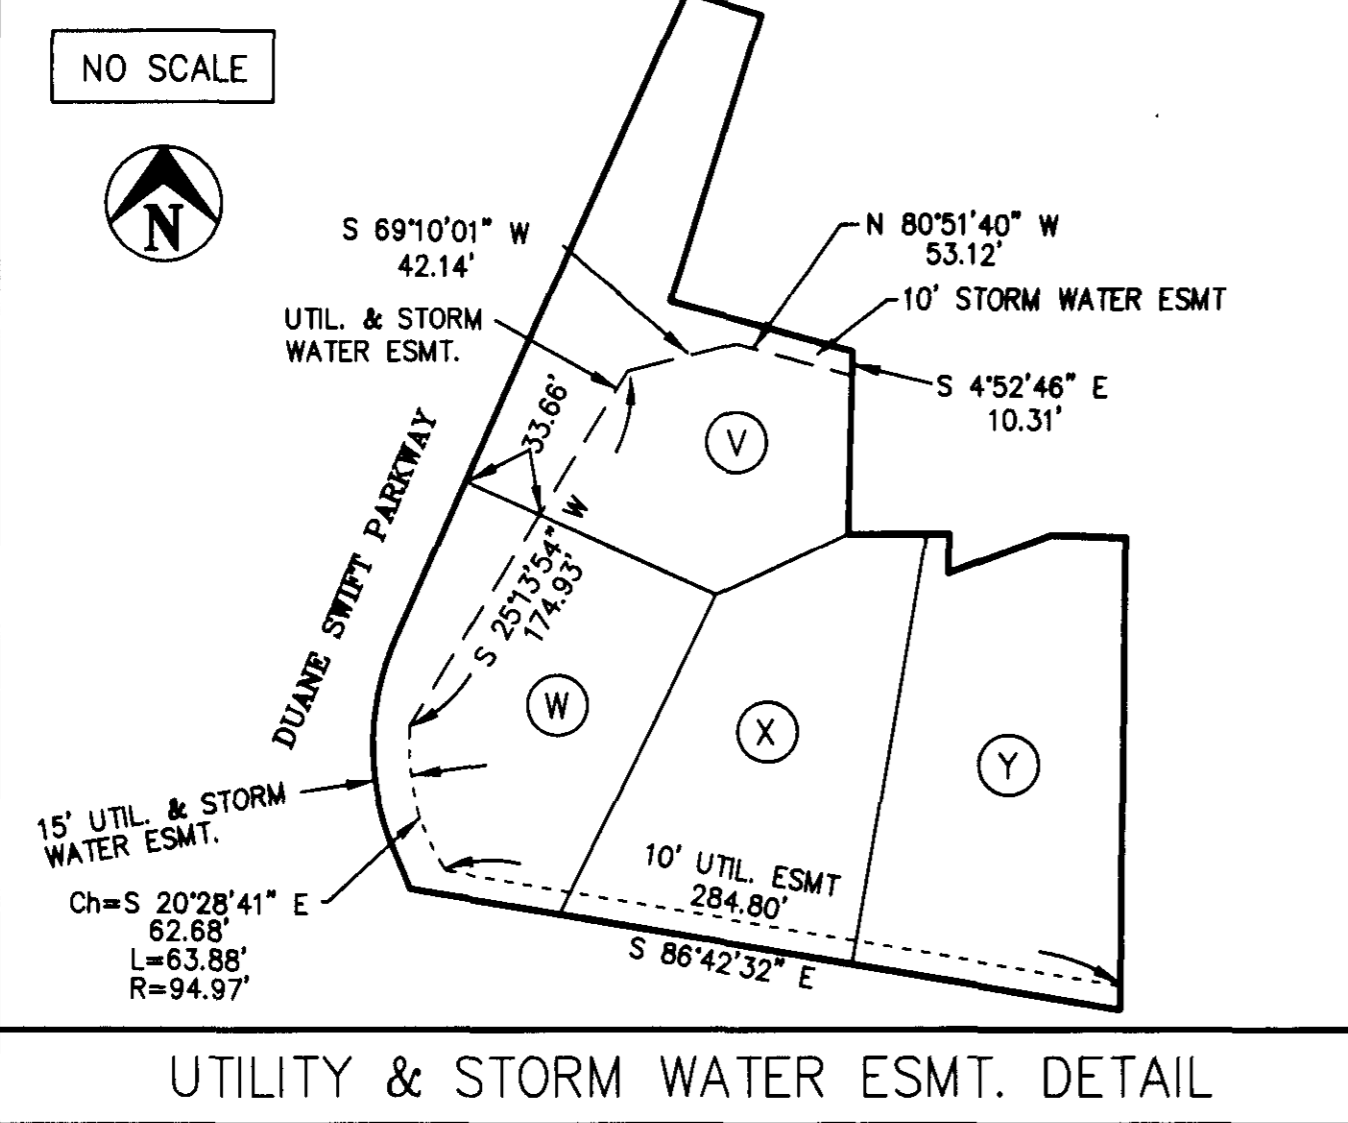 NO SCALE
N
S 69°10'01" W
42.14'
N 80°51'40" W
53.12'
10' STORM WATER ESMT
UTIL. & STORM
WATER ESMT.
S 4°52'46" E
10.31'
33.66'
V
DUANE SWIFT PARKWAY
S 25°13'54" W
174.93'
W
X
Y
15' UTIL. & STORM
WATER ESMT.
10' UTIL. ESMT
284.80'
S 86°42'32" E
Ch=S 20°28'41" E
62.68'
L=63.88'
R=94.97'
UTILITY & STORM WATER ESMT. DETAIL